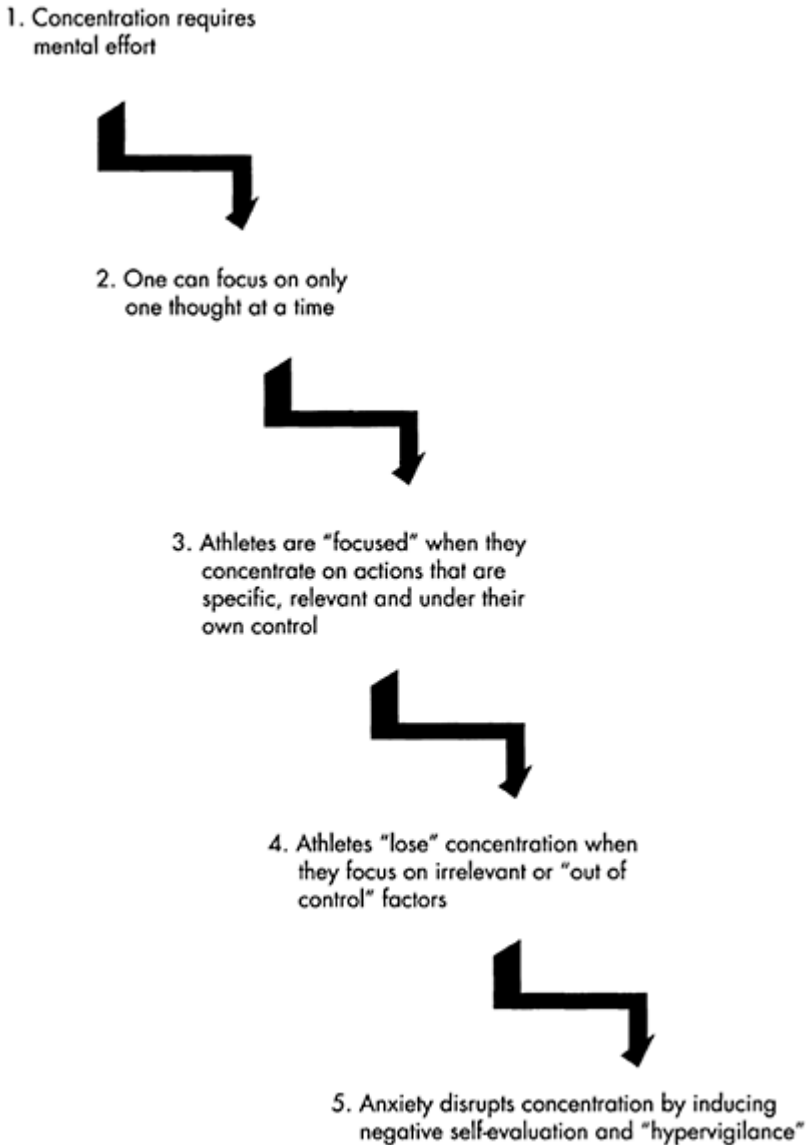 1. Concentration requires
mental effort
2. One can focus on only
one thought at a time
3. Athletes are "focused" when they
concentrate on actions that are
specific, relevant and under their
own control
4. Athletes "lose" concentration when
they focus on irrelevant or "out of
control" factors
5. Anxiety disrupts concentration by inducing
negative self-evaluation and "hypervigilance"